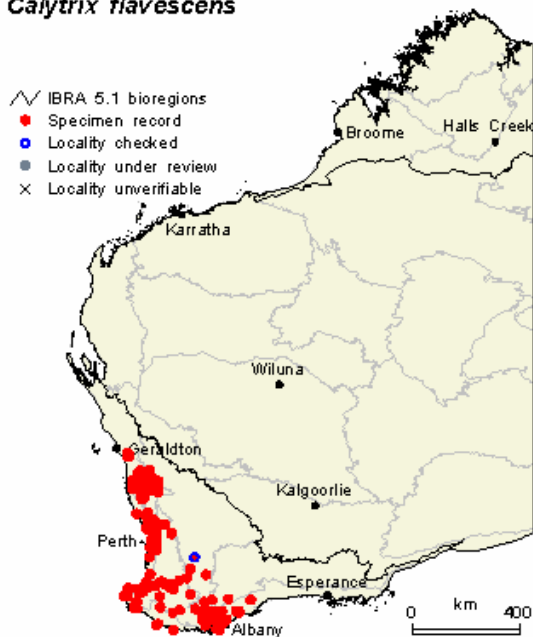 Calytrix flavescens
IBRA 5.1 bioregions
Specimen record
Locality checked
Locality under review
Locality unverifiable
Broome
Halls Creek
Karratha
Wiluna
Geraldton
Kalgoorlie
Perth
Esperance
Albany
km
0 400